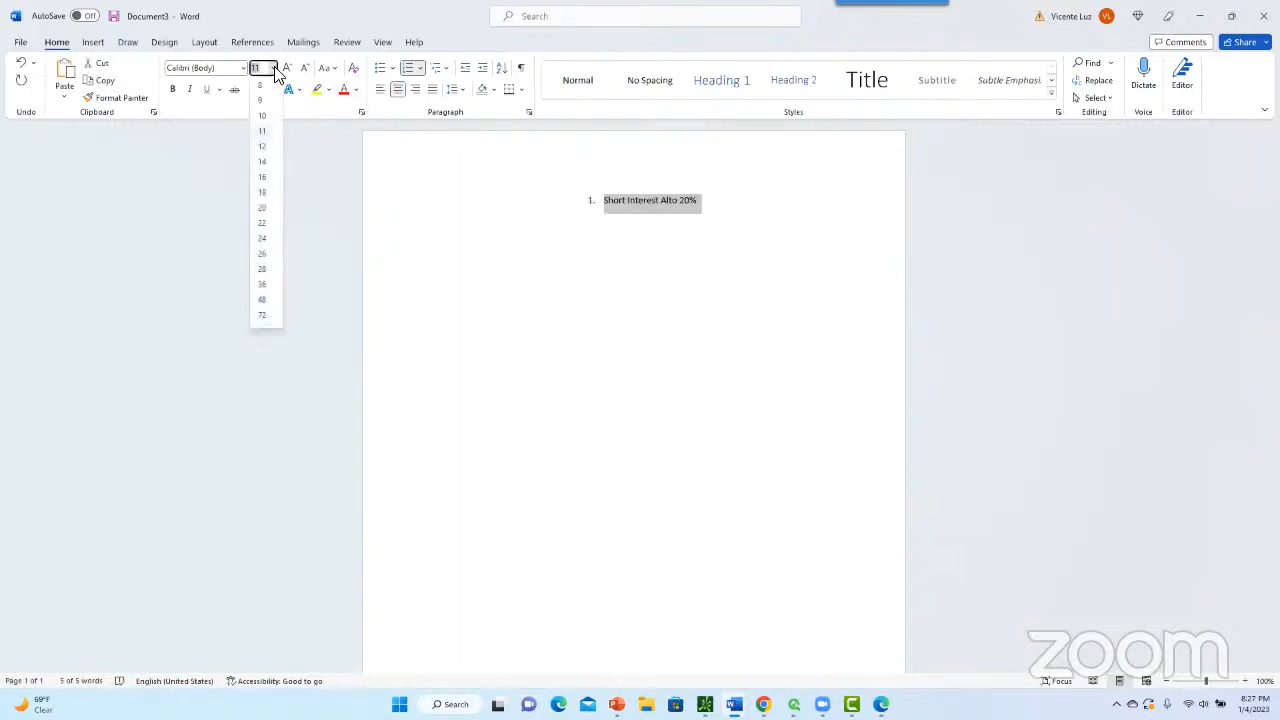 AutoSave Off Document3 - Word Search Vicente Luz VL
File Home Insert Draw Design Layout References Mailings Review View Help Comments Share
Paste Cut Copy Format Painter
Calibri (Body) 11
Normal No Spacing Heading 1 Heading 2 Title Subtitle Subtle Emphasi...
Find Replace Select Dictate Editor
Undo Clipboard Paragraph Styles Editing Voice Editor
8
9
10
11
12
14
16
18
20
22
24
26
28
36
48
72
1. Short Interest Alto 20%
zoom
Page 1 of 1 5 of 5 words English (United States) Accessibility: Good to go Focus 100%
69°F
Clear
Search
8:27 PM
1/4/2023